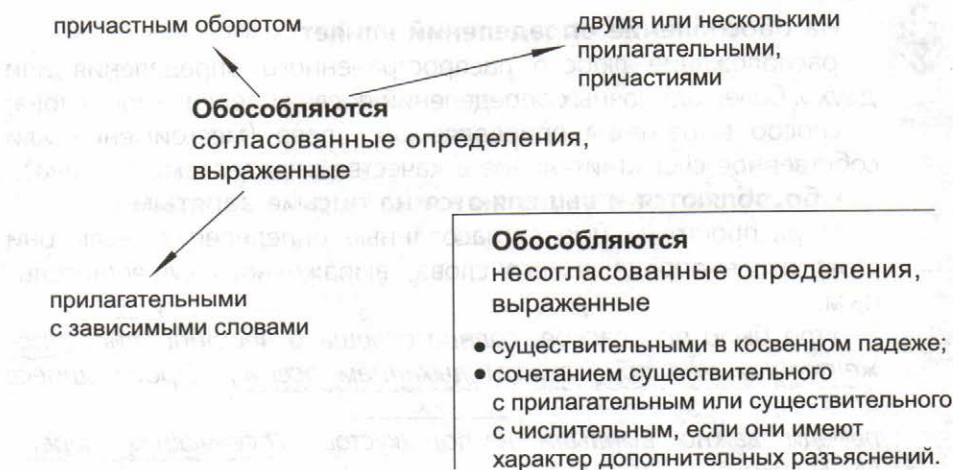 причастным оборотом
двумя или несколькими
прилагательными,
причастиями
Обособляются
согласованные определения,
выраженные
прилагательными
с зависимыми словами
Обособляются
несогласованные определения,
выраженные
• существительными в косвенном падеже;
• сочетанием существительного
с прилагательным или существительного
с числительным, если они имеют
характер дополнительных разъяснений.